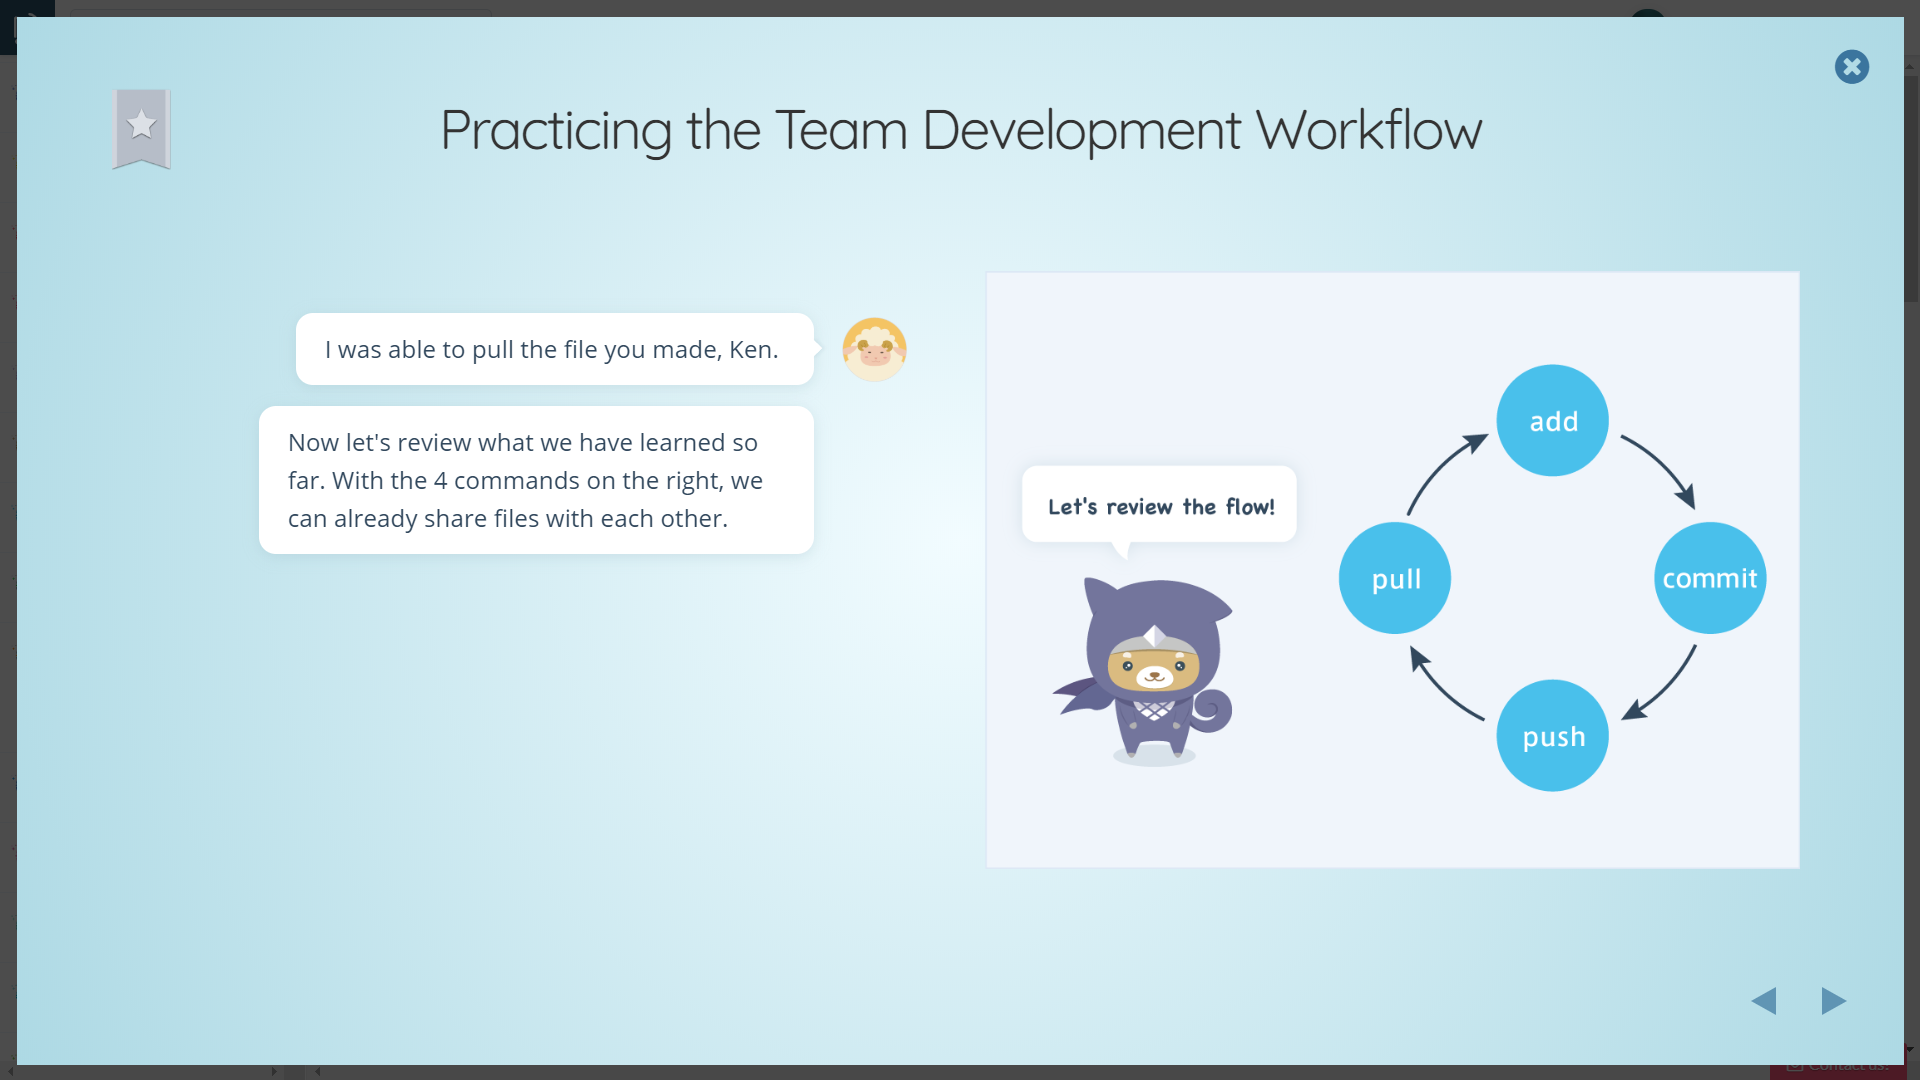 Practicing the Team Development Workflow
I was able to pull the file you made, Ken.
Now let's review what we have learned so
far. With the 4 commands on the right, we
can already share files with each other.
Let's review the flow!
add
pull
commit
push
Contact us!